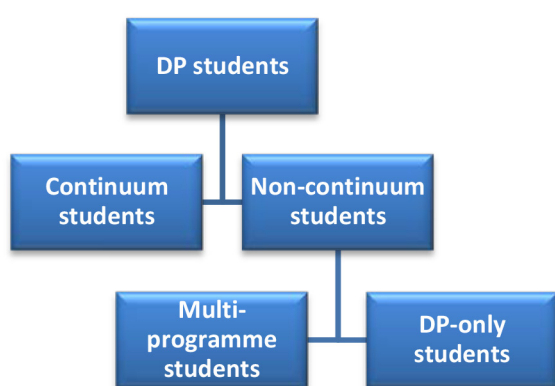 DP students
Continuum
students
Non-continuum
students
Multi-
programme
students
DP-only
students